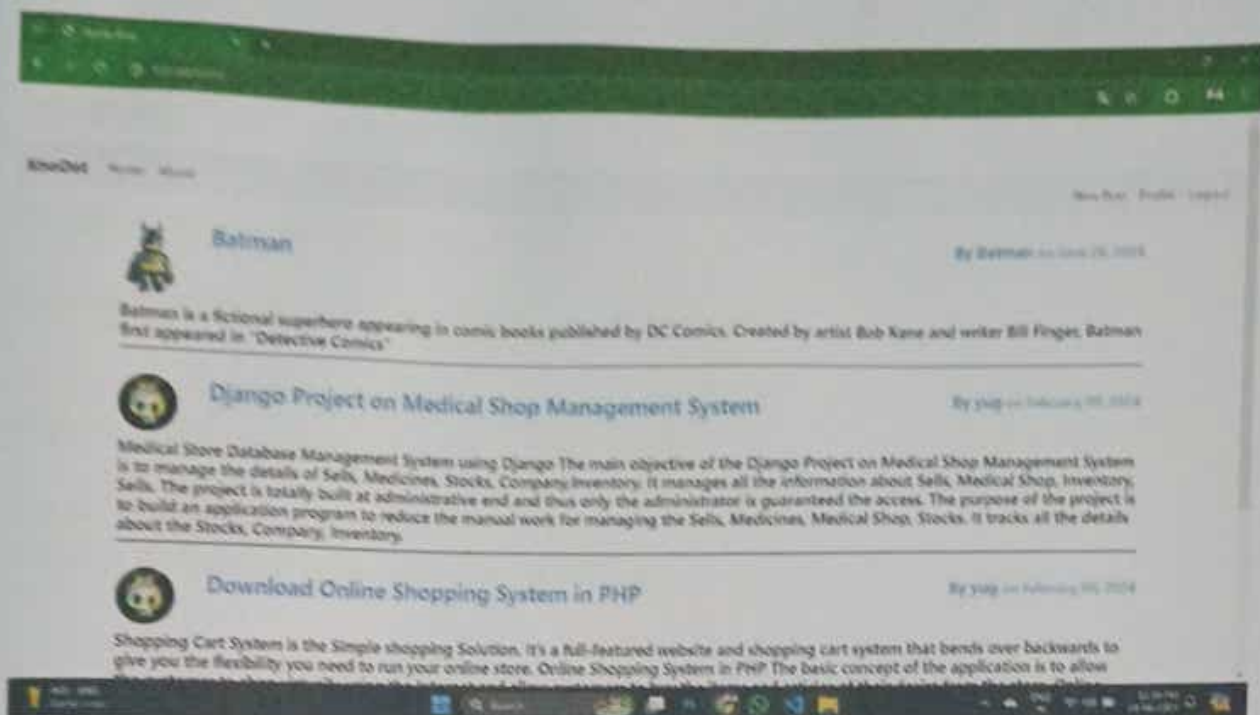 Batman
By Batman
Batman is a fictional superhero appearing in comic books published by DC Comics. Created by artist Bob Kane and writer Bill Finger, Batman
first appeared in "Detective Comics"
Django Project on Medical Shop Management System
By yug on February
Medical Store Database Management System using Django The main objective of the Django Project on Medical Shop Management System
is to manage the details of Sells, Medicines, Stocks, Company,Inventory. It manages all the information about Sells, Medical Shop, Inventory,
Sells. The project is totally built at administrative end and thus only the administrator is guaranteed the access. The purpose of the project is
to build an application program to reduce the manual work for managing the Sells, Medicines, Medical Shop, Stocks. It tracks all the details
about the Stocks, Company, Inventory.
Download Online Shopping System in PHP
By yug on February
Shopping Cart System is the Simple shopping Solution. It's a full-featured website and shopping cart system that bends over backwards to
give you the flexibility you need to run your online store. Online Shopping System in PHP The basic concept of the application is to allow
Search